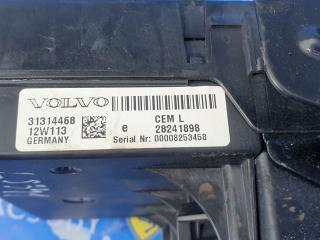 VOLVO
31314468 CEM L
12W113 e 28241898
GERMANY Serial Nr: 00008253458